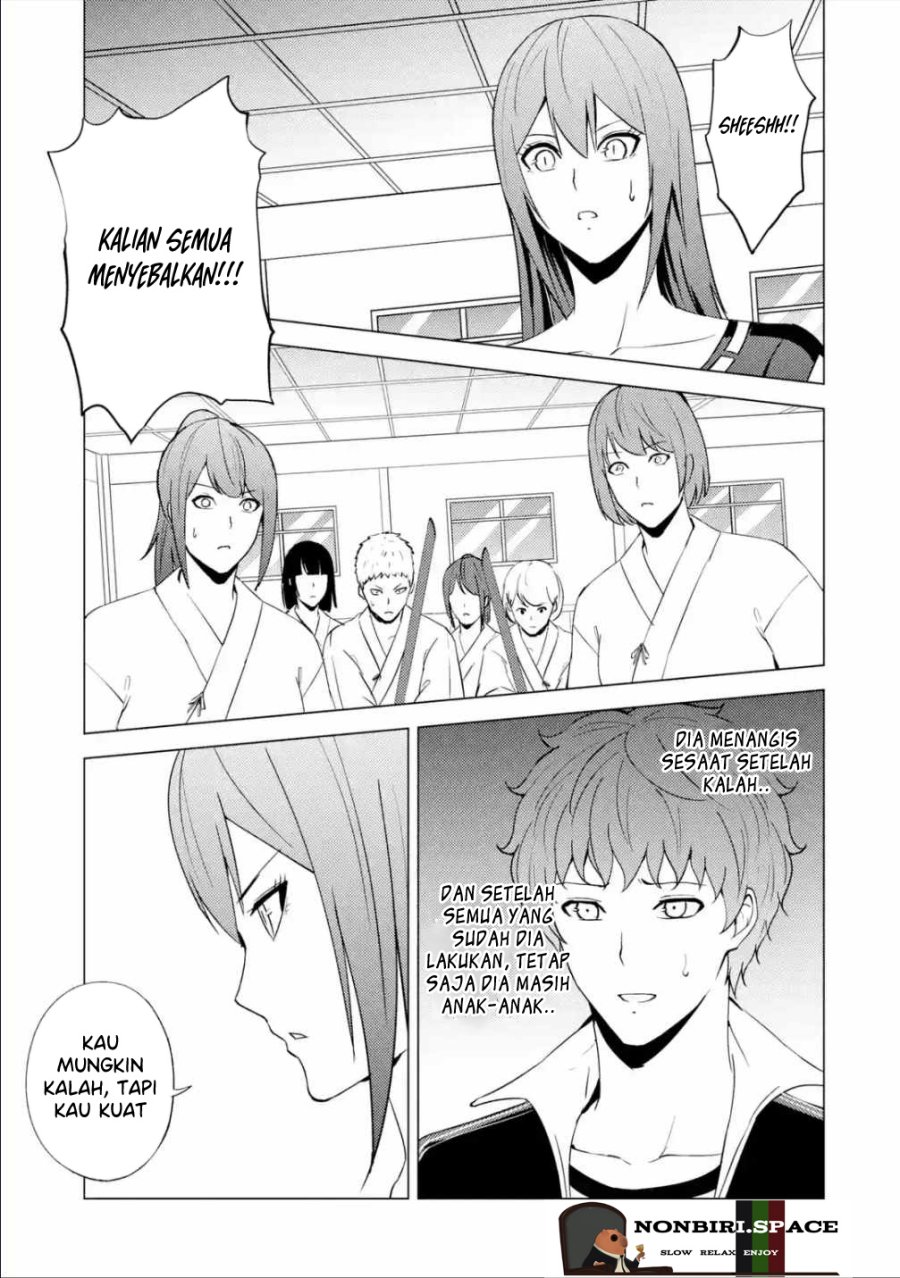 SHEESHH!!
KALIAN SEMUA
MENYEBALKAN!!!
DIA MENANGIS
SESAAT SETELAH
KALAH..
DAN SETELAH
SEMUA YANG
SUDAH DIA
LAKUKAN, TETAP
SAJA DIA MASIH
ANAK-ANAK..
KAU
MUNGKIN
KALAH, TAPI
KAU KUAT
NONBIRI.SPACE
SLOW RELAX ENJOY